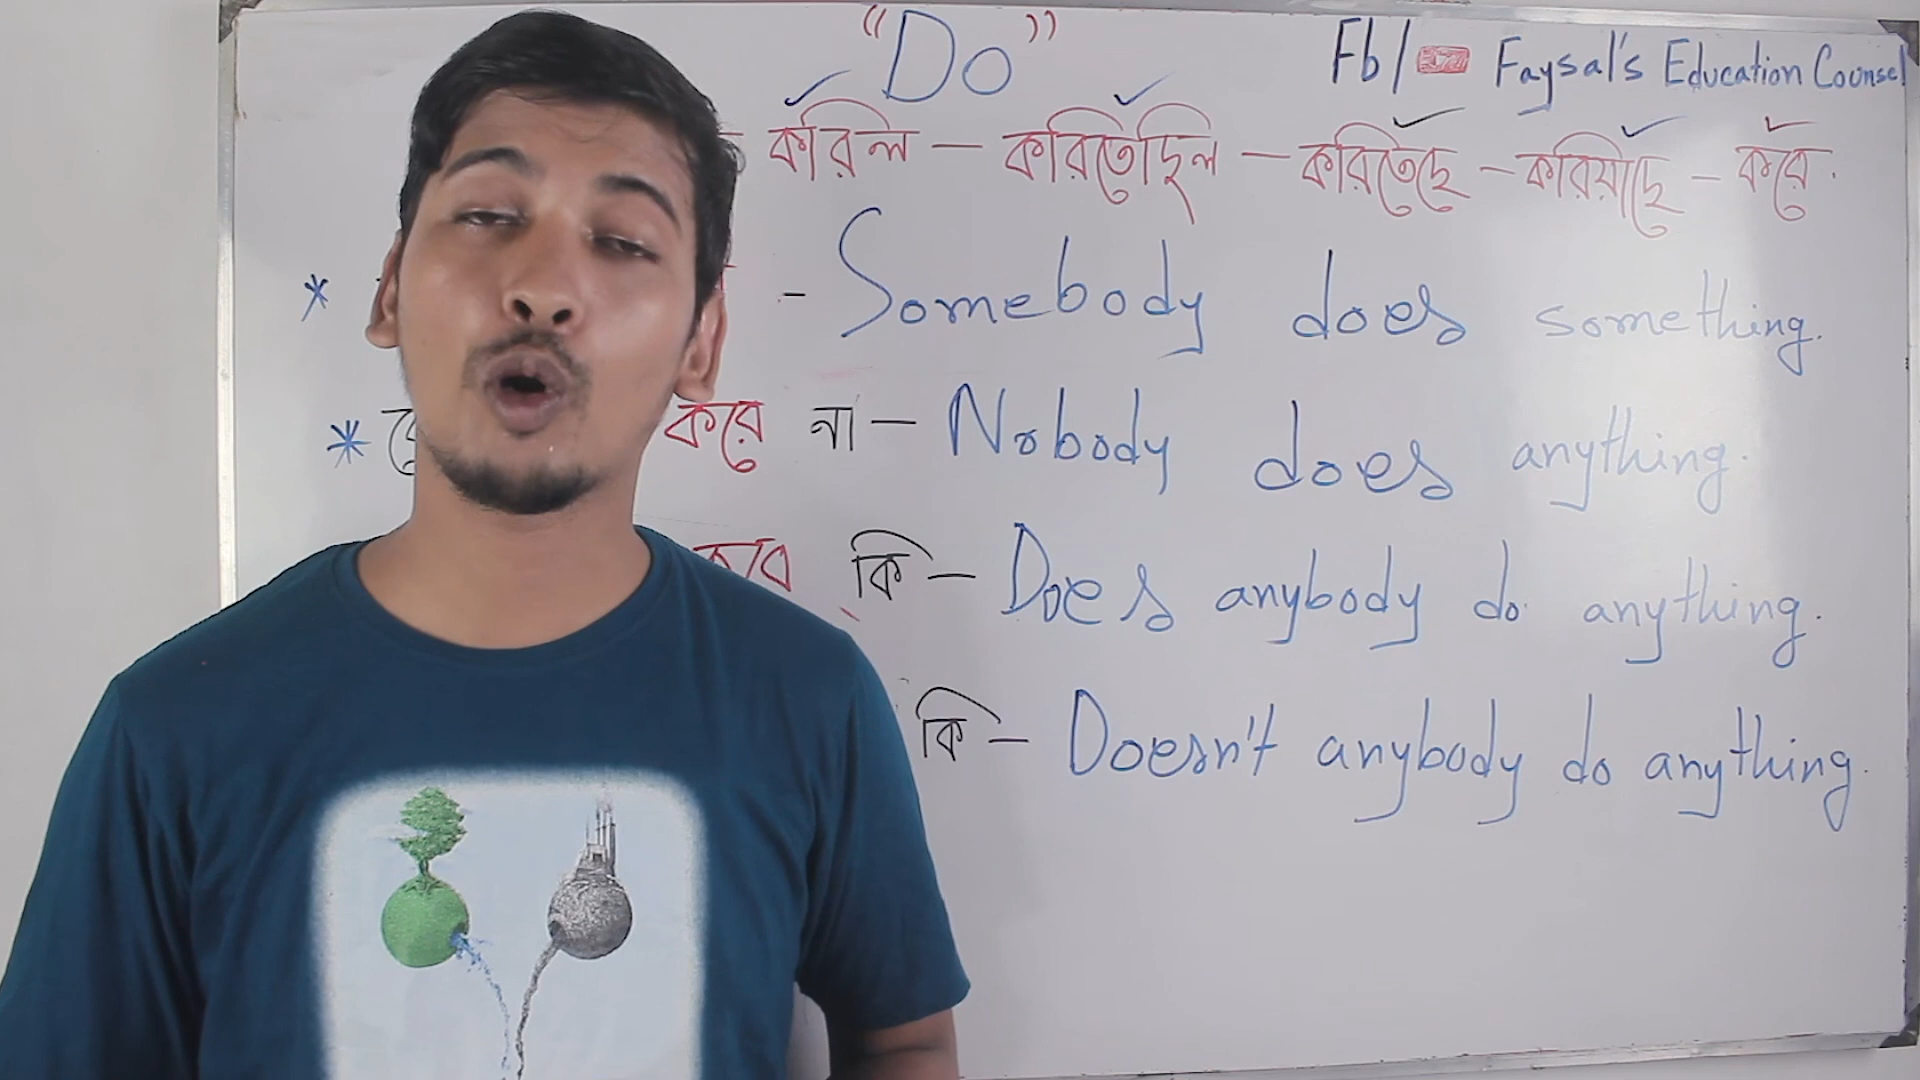 "Do"
Fb / Faysal's Education Counsel
করিল – করিতেছিল – করিতেছে – করিয়াছে – করে.
* - Somebody does something.
* করে না – Nobody does anything.
কি – Does anybody do anything.
কি – Doesn't anybody do anything.